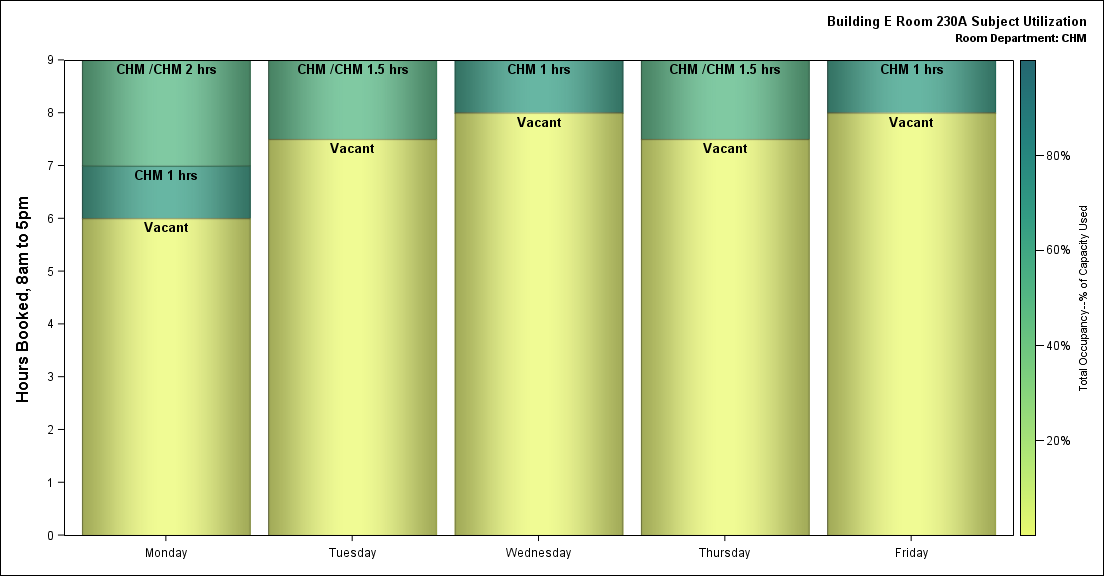 Building E Room 230A Subject Utilization
Room Department: CHM
Hours Booked, 8am to 5pm
9
8
7
6
5
4
3
2
1
0
CHM /CHM 2 hrs
CHM 1 hrs
Vacant
CHM /CHM 1.5 hrs
Vacant
CHM 1 hrs
Vacant
CHM /CHM 1.5 hrs
Vacant
CHM 1 hrs
Vacant
Monday
Tuesday
Wednesday
Thursday
Friday
80%
60%
40%
20%
Total Occupancy--% of Capacity Used